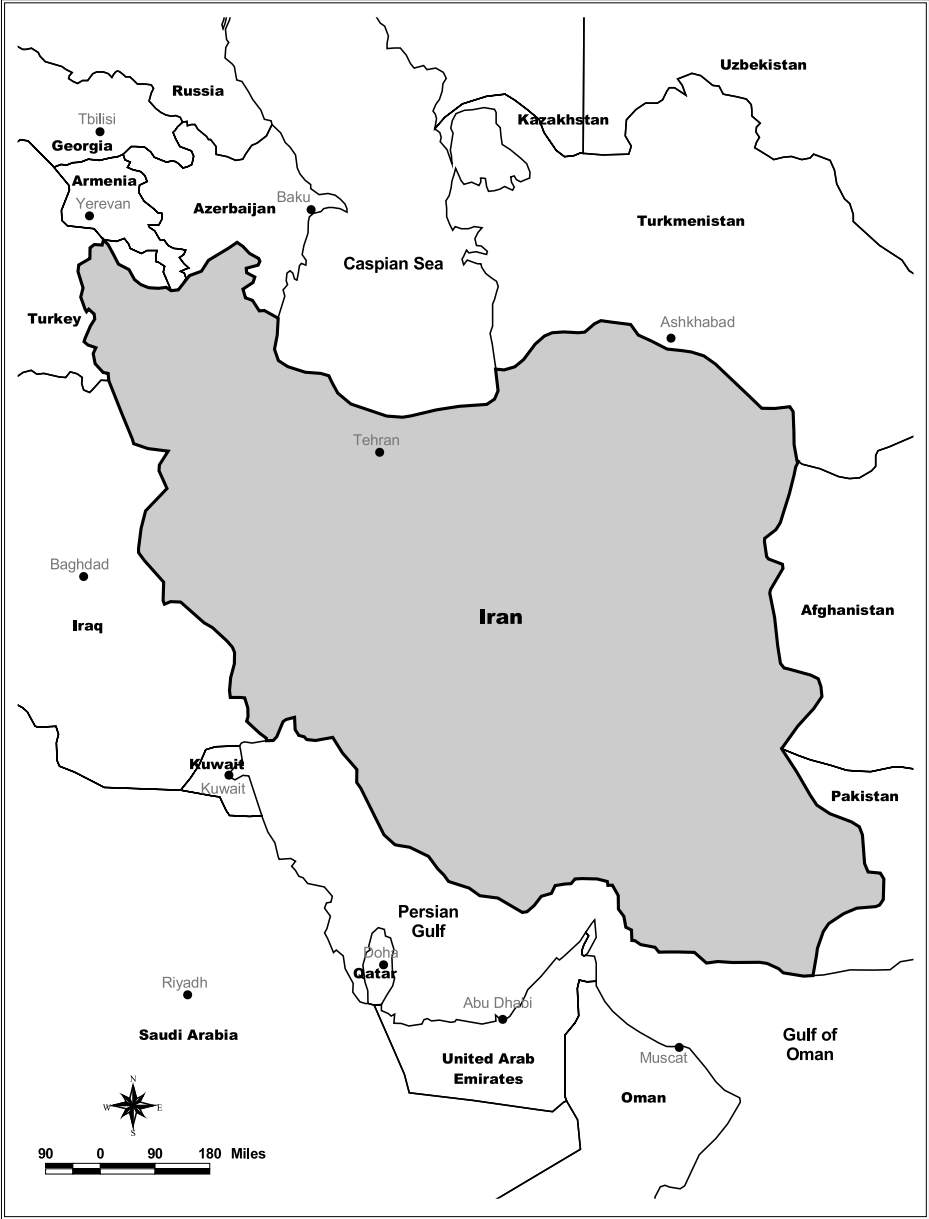 Uzbekistan
Russia
Kazakhstan
Tbilisi
Georgia
Armenia
Yerevan
Azerbaijan
Baku
Turkmenistan
Caspian Sea
Turkey
Ashkhabad
Tehran
Baghdad
Iraq
Iran
Afghanistan
Kuwait
Kuwait
Pakistan
Persian
Gulf
Doha
Qatar
Riyadh
Abu Dhabi
Saudi Arabia
Gulf of
Oman
Muscat
United Arab
Emirates
Oman
N
W E
S
90 0 90 180 Miles